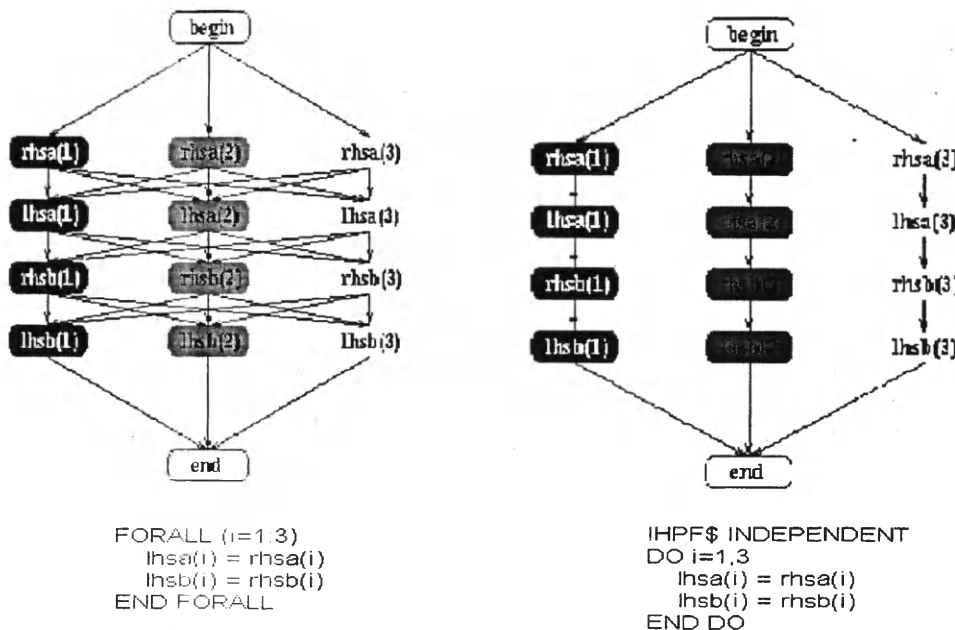 begin
rhsa(1) rhsa(2) rhsa(3)
lhsa(1) lhsa(2) lhsa(3)
rhsb(1) rhsb(2) rhsb(3)
lhsb(1) lhsb(2) lhsb(3)
end
FORALL (i=1:3)
lhsa(i) = rhsa(i)
lhsb(i) = rhsb(i)
END FORALL
begin
rhsa(1) rhsa(3)
lhsa(1) lhsa(3)
rhsb(1) rhsb(3)
lhsb(1) lhsb(3)
end
!HPF$ INDEPENDENT
DO i=1,3
lhsa(i) = rhsa(i)
lhsb(i) = rhsb(i)
END DO